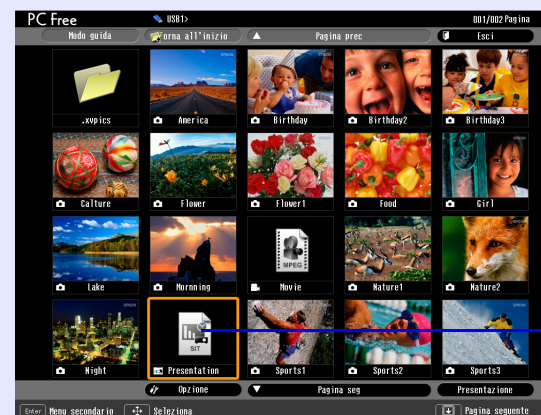 PC Free USB1> 001/002 Pagina
Modo guida Torna all'inizio Pagina prec Esci
.xvpics America Birthday Birthday2 Birthday3
Calture Flower Flower1 Food Girl
MPEG
Lake Mornning Movie Nature1 Nature2
SIT
Night Presentation Sports1 Sports2 Sports3
Opzione Pagina seg Presentazione
Enter Menu secondario Seleziona Pagina seguente